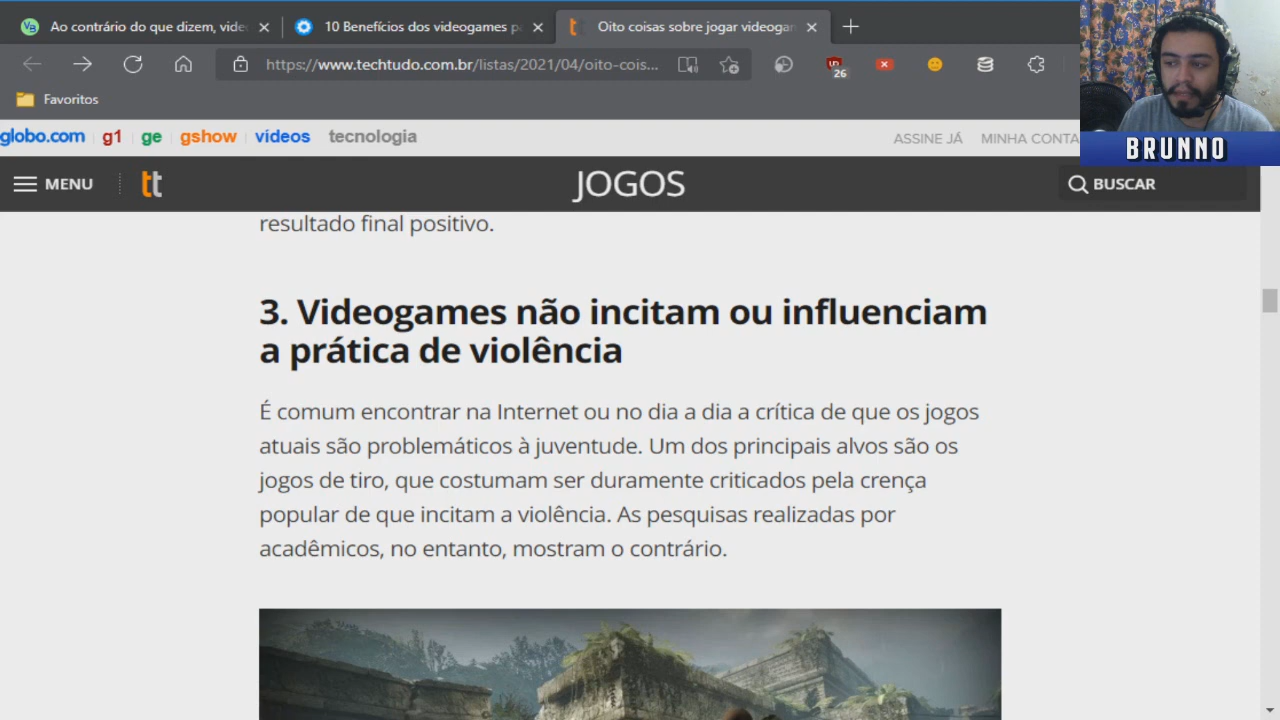 Ao contrário do que dizem, vide
10 Benefícios dos videogames p
Oito coisas sobre jogar videogar
https://www.techtudo.com.br/listas/2021/04/oito-cois...
26
Favoritos
globo.com g1 ge gshow vídeos tecnologia
ASSINE JÁ MINHA CONTA
BRUNNO
MENU tt JOGOS BUSCAR
resultado final positivo.
3. Videogames não incitam ou influenciam
a prática de violência
É comum encontrar na Internet ou no dia a dia a crítica de que os jogos
atuais são problemáticos à juventude. Um dos principais alvos são os
jogos de tiro, que costumam ser duramente criticados pela crença
popular de que incitam a violência. As pesquisas realizadas por
acadêmicos, no entanto, mostram o contrário.